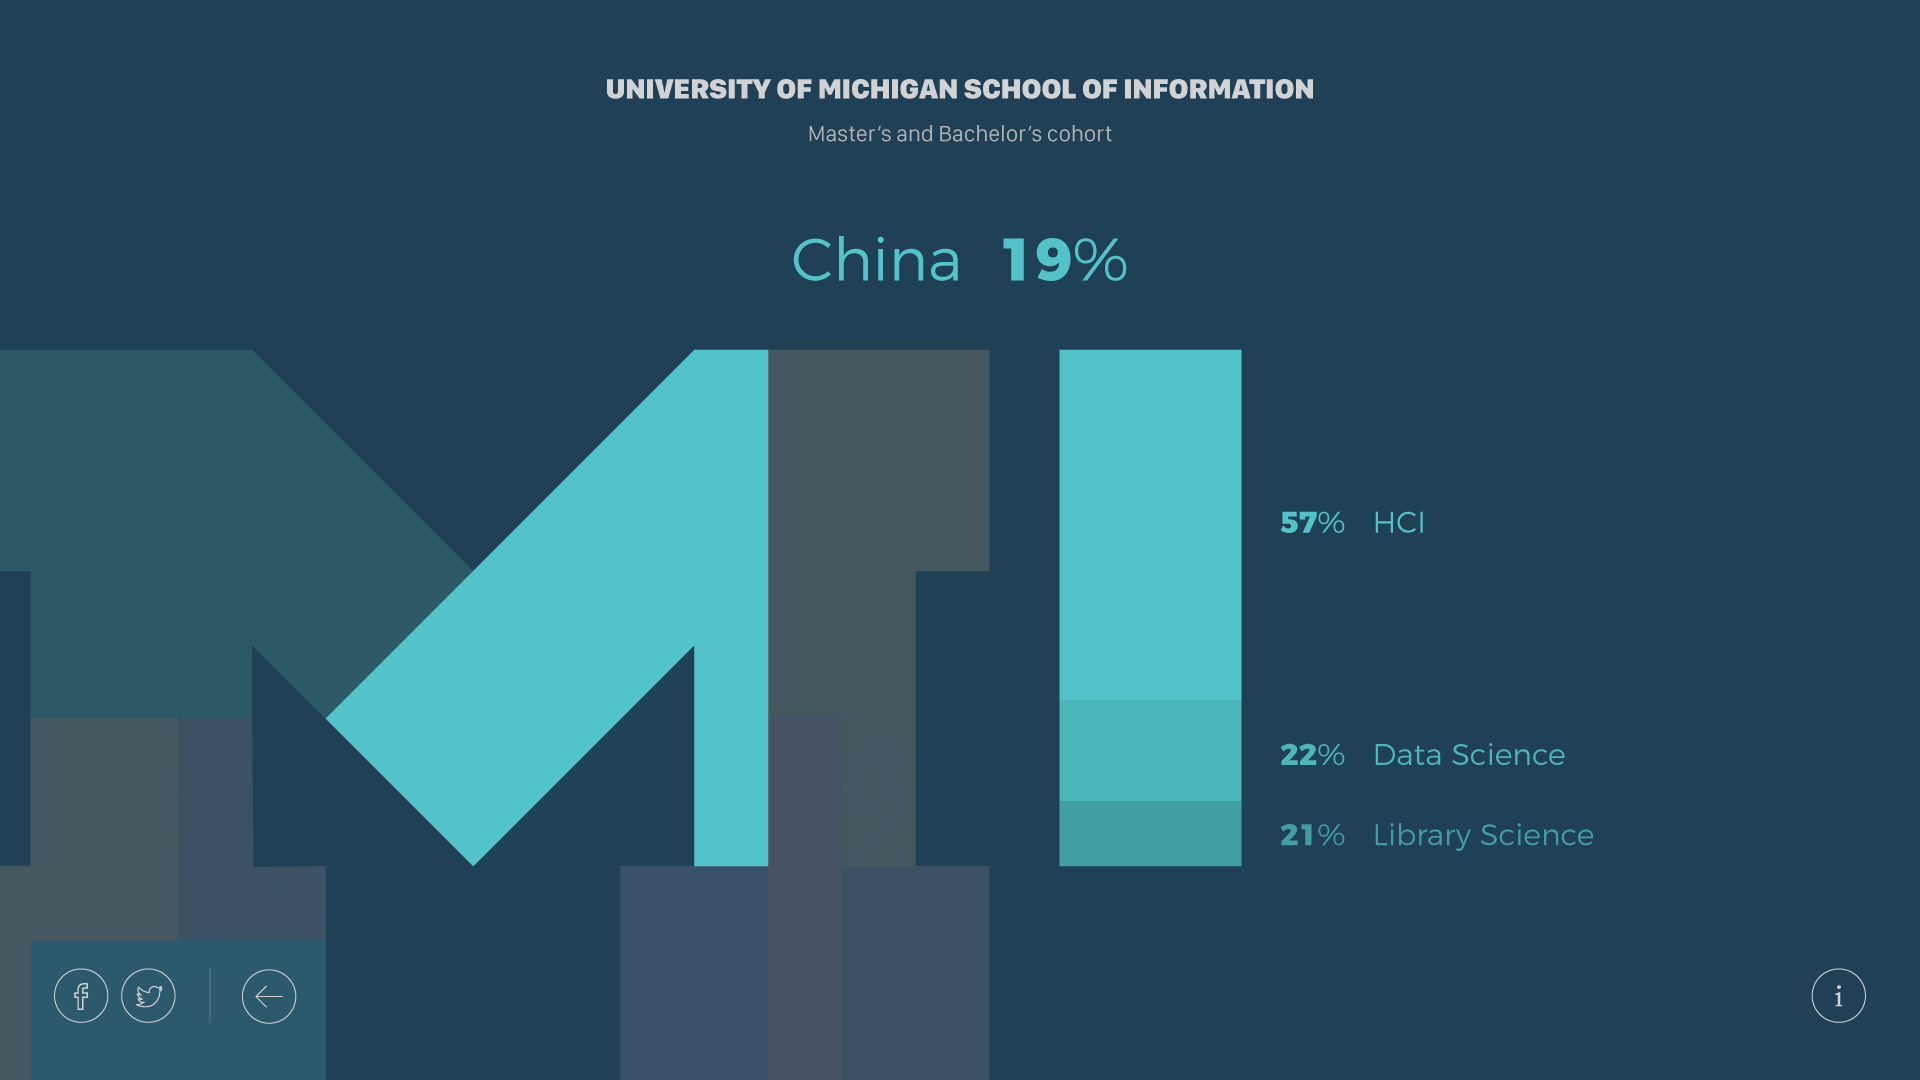 UNIVERSITY OF MICHIGAN SCHOOL OF INFORMATION
Master’s and Bachelor’s cohort
China 19%
57% HCI
22% Data Science
21% Library Science
i